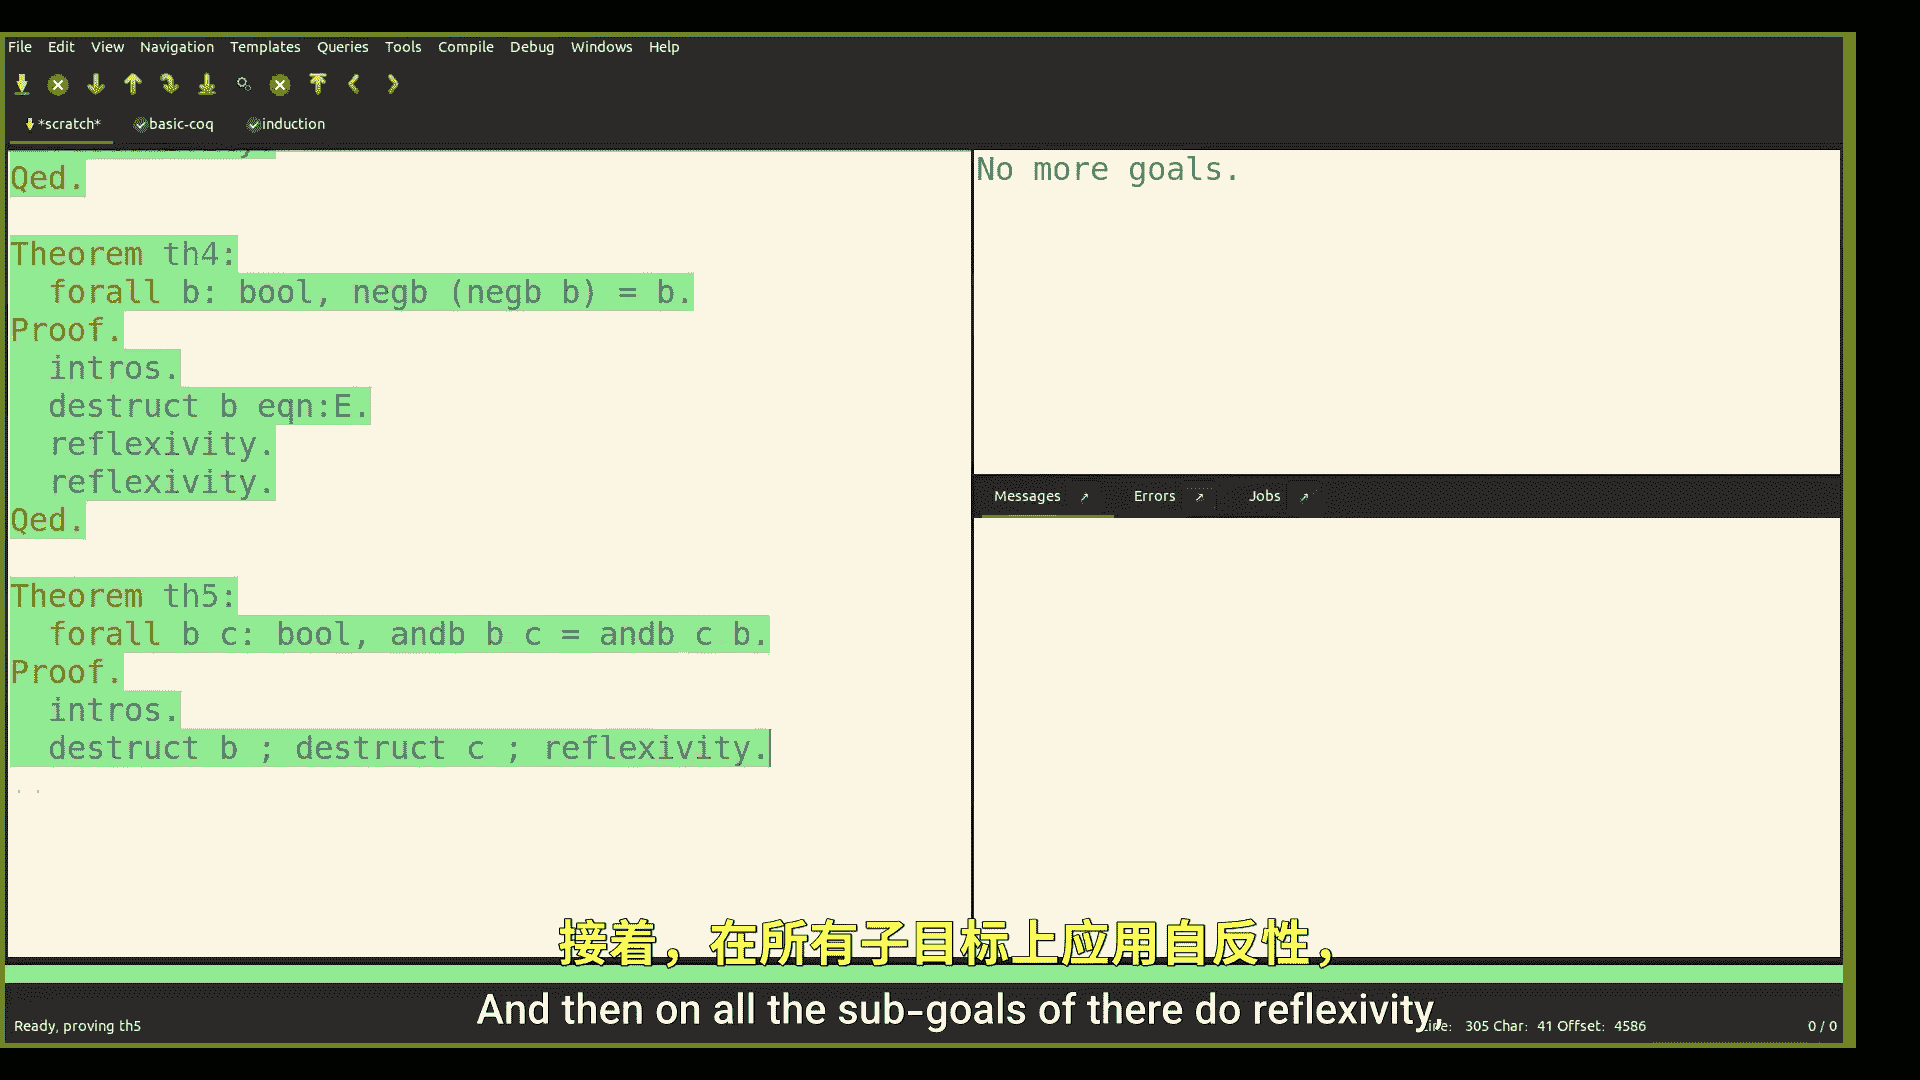 File Edit View Navigation Templates Queries Tools Compile Debug Windows Help
*scratch* basic-coq induction
Qed.
Theorem th4:
forall b: bool, negb (negb b) = b.
Proof.
intros.
destruct b eqn:E.
reflexivity.
reflexivity.
Qed.
Theorem th5:
forall b c: bool, andb b c = andb c b.
Proof.
intros.
destruct b ; destruct c ; reflexivity.
No more goals.
Messages Errors Jobs
接着，在所有子目标上应用自反性，
And then on all the sub-goals of there do reflexivity,
Ready, proving th5
Line: 305 Char: 41 Offset: 4586
0 / 0